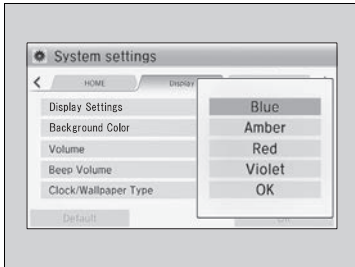 System settings
HOME
Display
Display Settings
Background Color
Volume
Beep Volume
Clock/Wallpaper Type
Default
Blue
Amber
Red
Violet
OK
OK